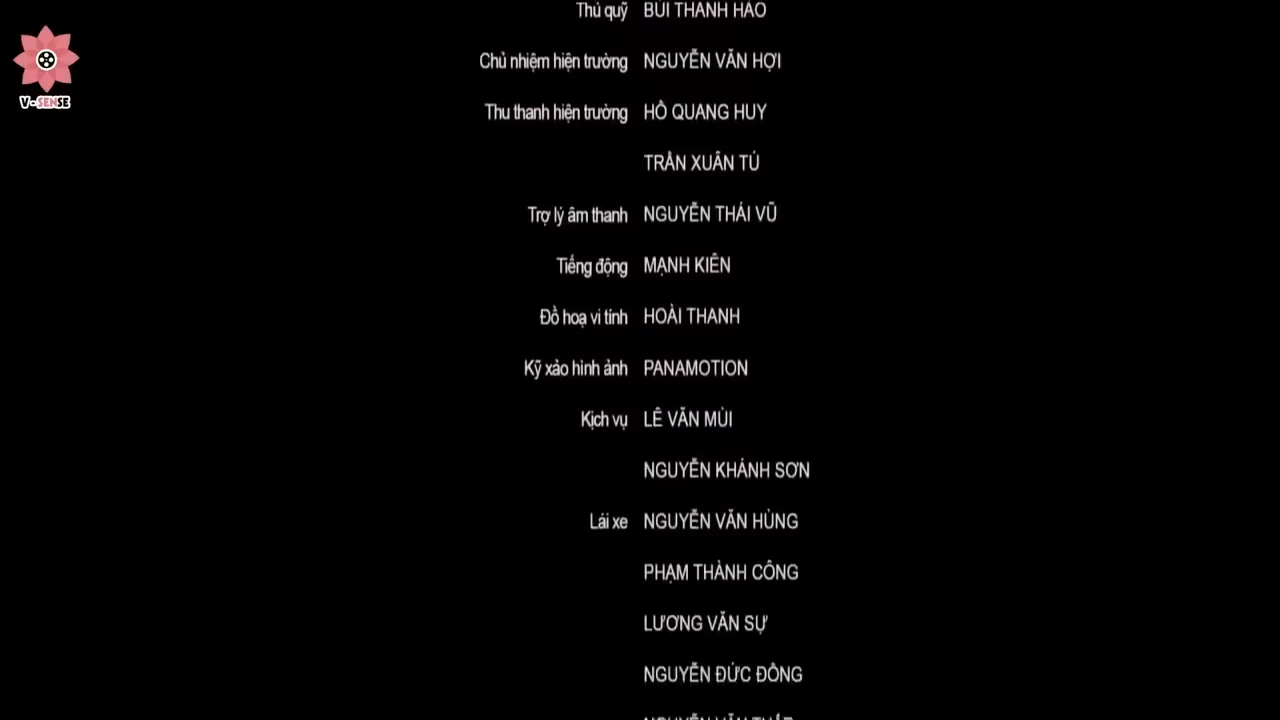 V-SENSE
Thủ quỹ BÙI THANH HẢO
Chủ nhiệm hiện trường NGUYỄN VĂN HỢI
Thu thanh hiện trường HỒ QUANG HUY
TRẦN XUÂN TÚ
Trợ lý âm thanh NGUYỄN THÁI VŨ
Tiếng động MẠNH KIÊN
Đồ hoạ vi tính HOÀI THANH
Kỹ xảo hình ảnh PANAMOTION
Kịch vụ LÊ VĂN MÙI
NGUYỄN KHÁNH SƠN
Lái xe NGUYỄN VĂN HÙNG
PHẠM THÀNH CÔNG
LƯƠNG VĂN SỰ
NGUYỄN ĐỨC ĐỒNG
NGUYỄN VĂN